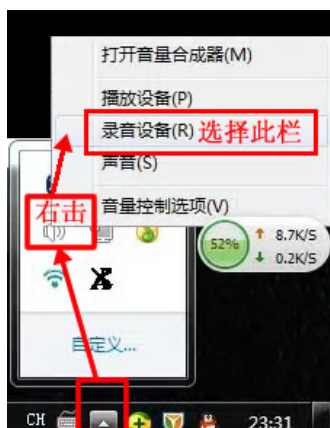 打开音量合成器(M)
播放设备(P)
录音设备(R) 选择此栏
声音(S)
右击
音量控制选项(V)
52%
8.7K/S
0.2K/S
自定义...
CH
23:31